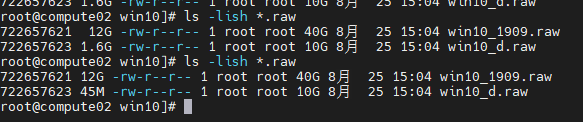 722657623 1.6G -rw-r--r-- 1 root root 10G 8月  25 15:04 win10_d.raw
root@compute02 win10]# ls -lish *.raw
722657621  12G -rw-r--r-- 1 root root 40G 8月  25 15:04 win10_1909.raw
722657623 1.6G -rw-r--r-- 1 root root 10G 8月  25 15:04 win10_d.raw
root@compute02 win10]# ls -lish *.raw
722657621 12G -rw-r--r-- 1 root root 40G 8月  25 15:04 win10_1909.raw
722657623 45M -rw-r--r-- 1 root root 10G 8月  25 15:04 win10_d.raw
root@compute02 win10]#